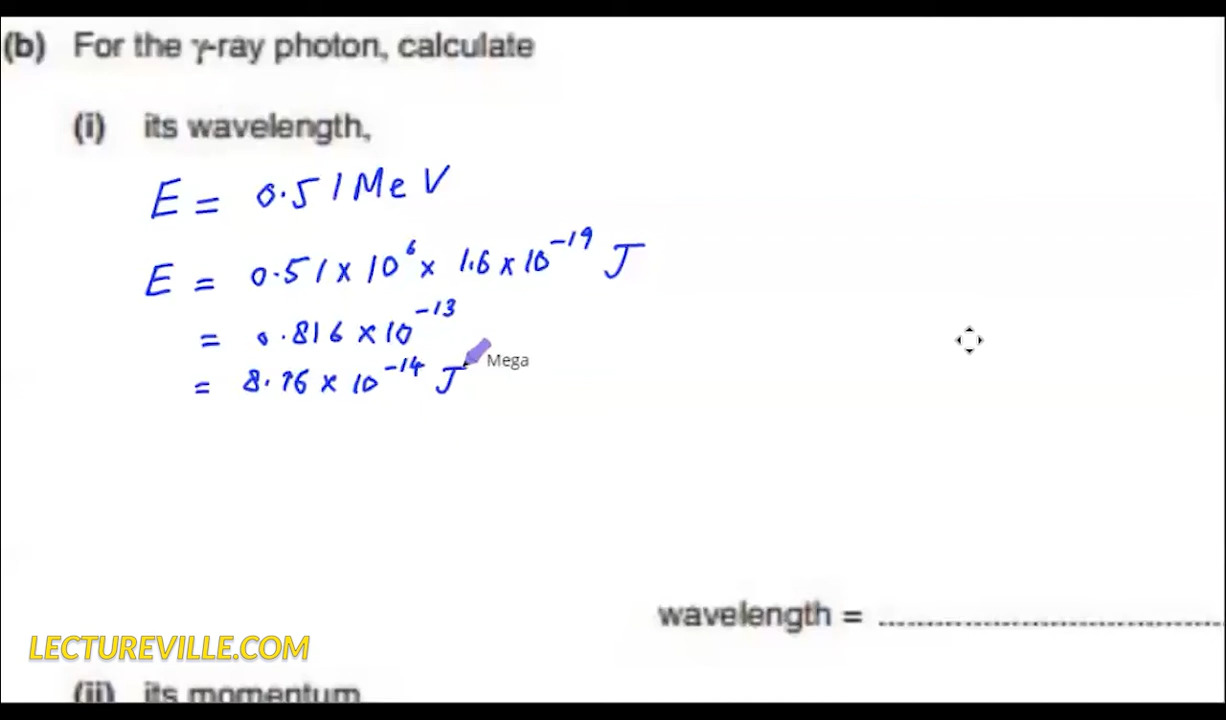 (b) For the γ-ray photon, calculate
(i) its wavelength,
E = 0.51 MeV
E = 0.51 × 10⁶ × 1.6 × 10⁻¹⁹ J
= 0.816 × 10⁻¹³
= 8.16 × 10⁻¹⁴ J
Mega
wavelength = ..............................
LECTUREVILLE.COM
(ii) its momentum